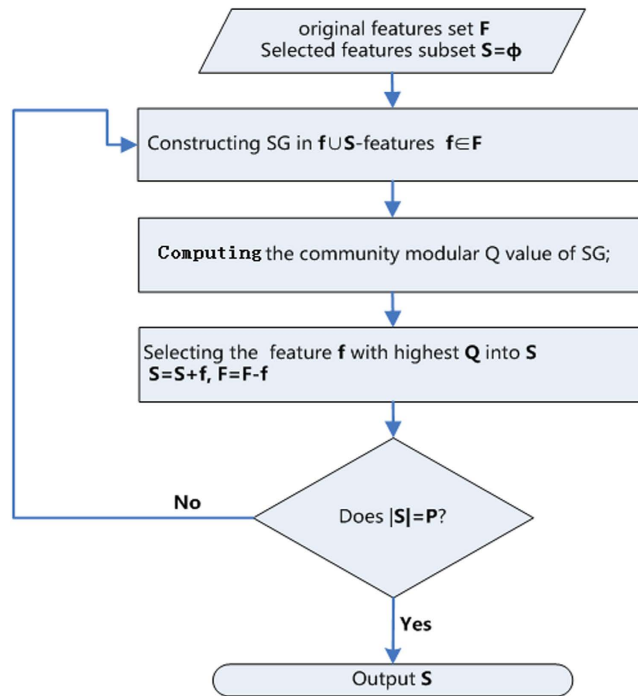 original features set F
Selected features subset S=ϕ
Constructing SG in f∪S-features f∈F
Computing the community modular Q value of SG;
Selecting the feature f with highest Q into S
S=S+f, F=F-f
Does |S|=P?
No
Yes
Output S